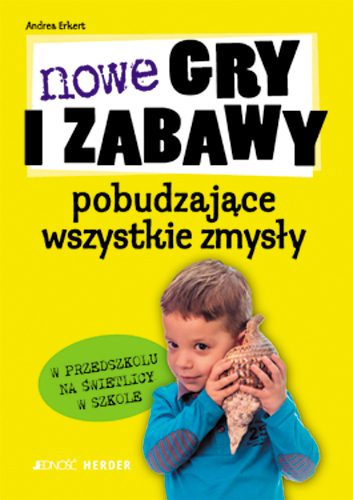 Andrea Erkert
nowe GRY
I ZABAWY
pobudzające
wszystkie zmysły
W PRZEDSZKOLU
NA ŚWIETLICY
W SZKOLE
JEDNOŚĆ HERDER